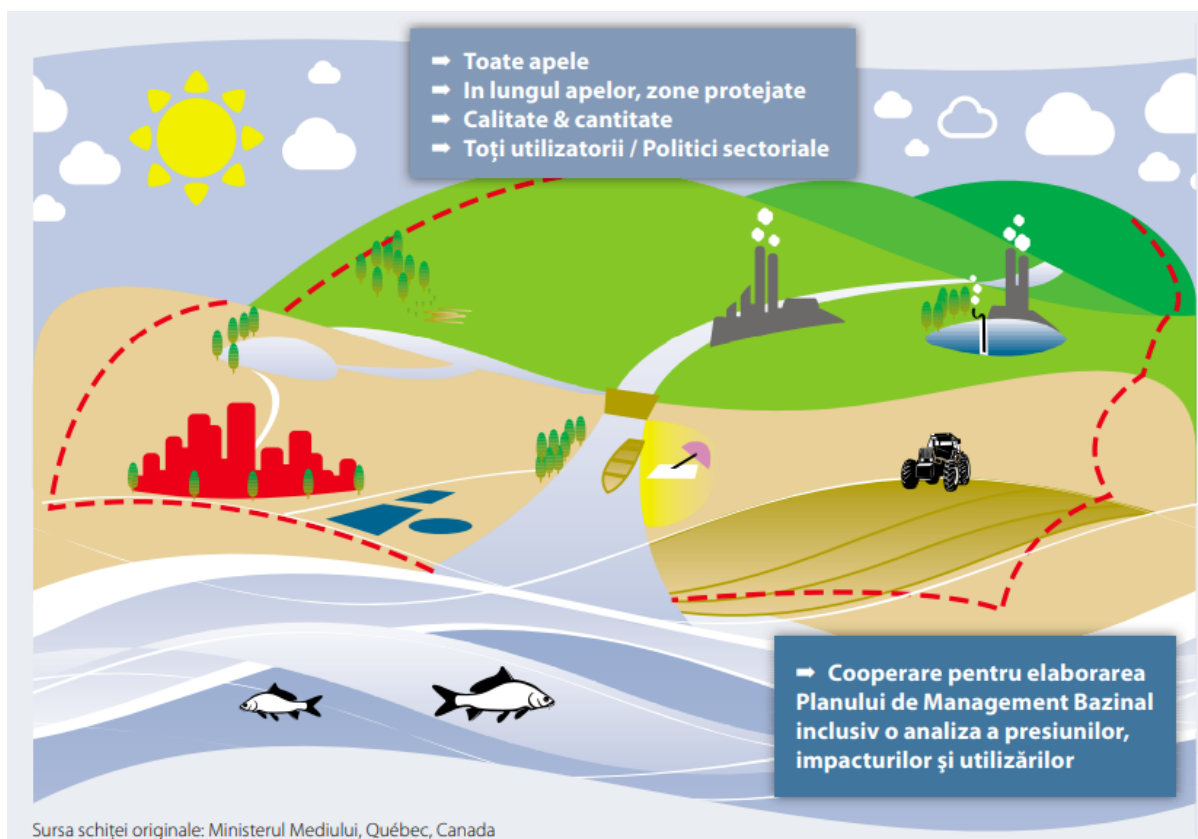 ➡ Toate apele
➡ In lungul apelor, zone protejate
➡ Calitate & cantitate
➡ Toți utilizatorii / Politici sectoriale
➡ Cooperare pentru elaborarea
Planului de Management Bazinal
inclusiv o analiza a presiunilor,
impacturilor şi utilizărilor
Sursa schiței originale: Ministerul Mediului, Québec, Canada